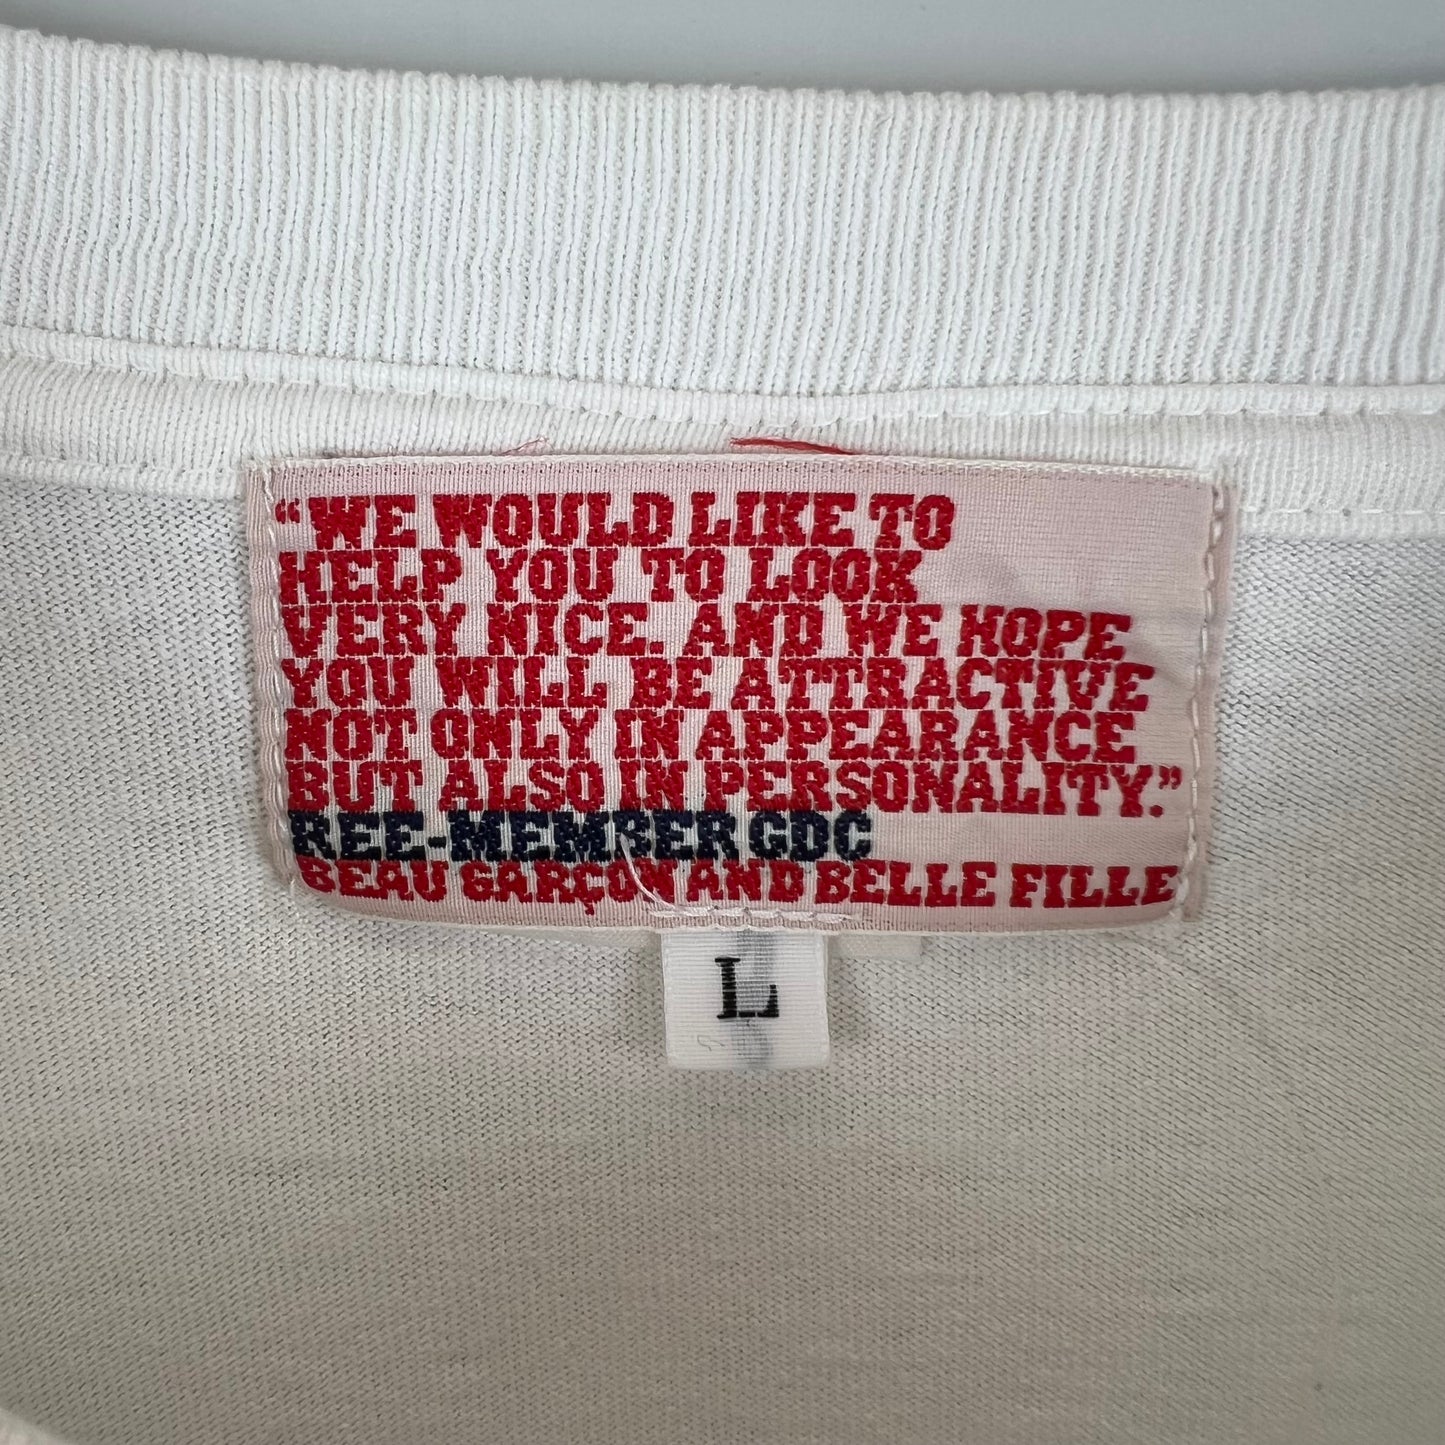 “WE WOULD LIKE TO
HELP YOU TO LOOK
VERY NICE. AND WE HOPE
YOU WILL BE ATTRACTIVE
NOT ONLY IN APPEARANCE
BUT ALSO IN PERSONALITY.”
REE-MEMBER GDC
BEAU GARÇON AND BELLE FILLE
L